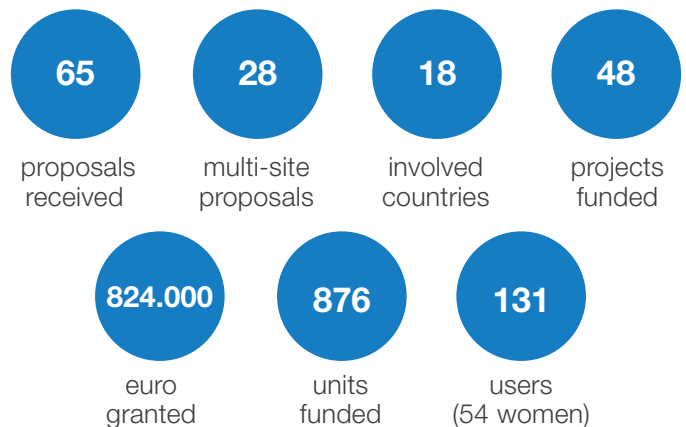 65
proposals
received
28
multi-site
proposals
18
involved
countries
48
projects
funded
824.000
euro
granted
876
units
funded
131
users
(54 women)